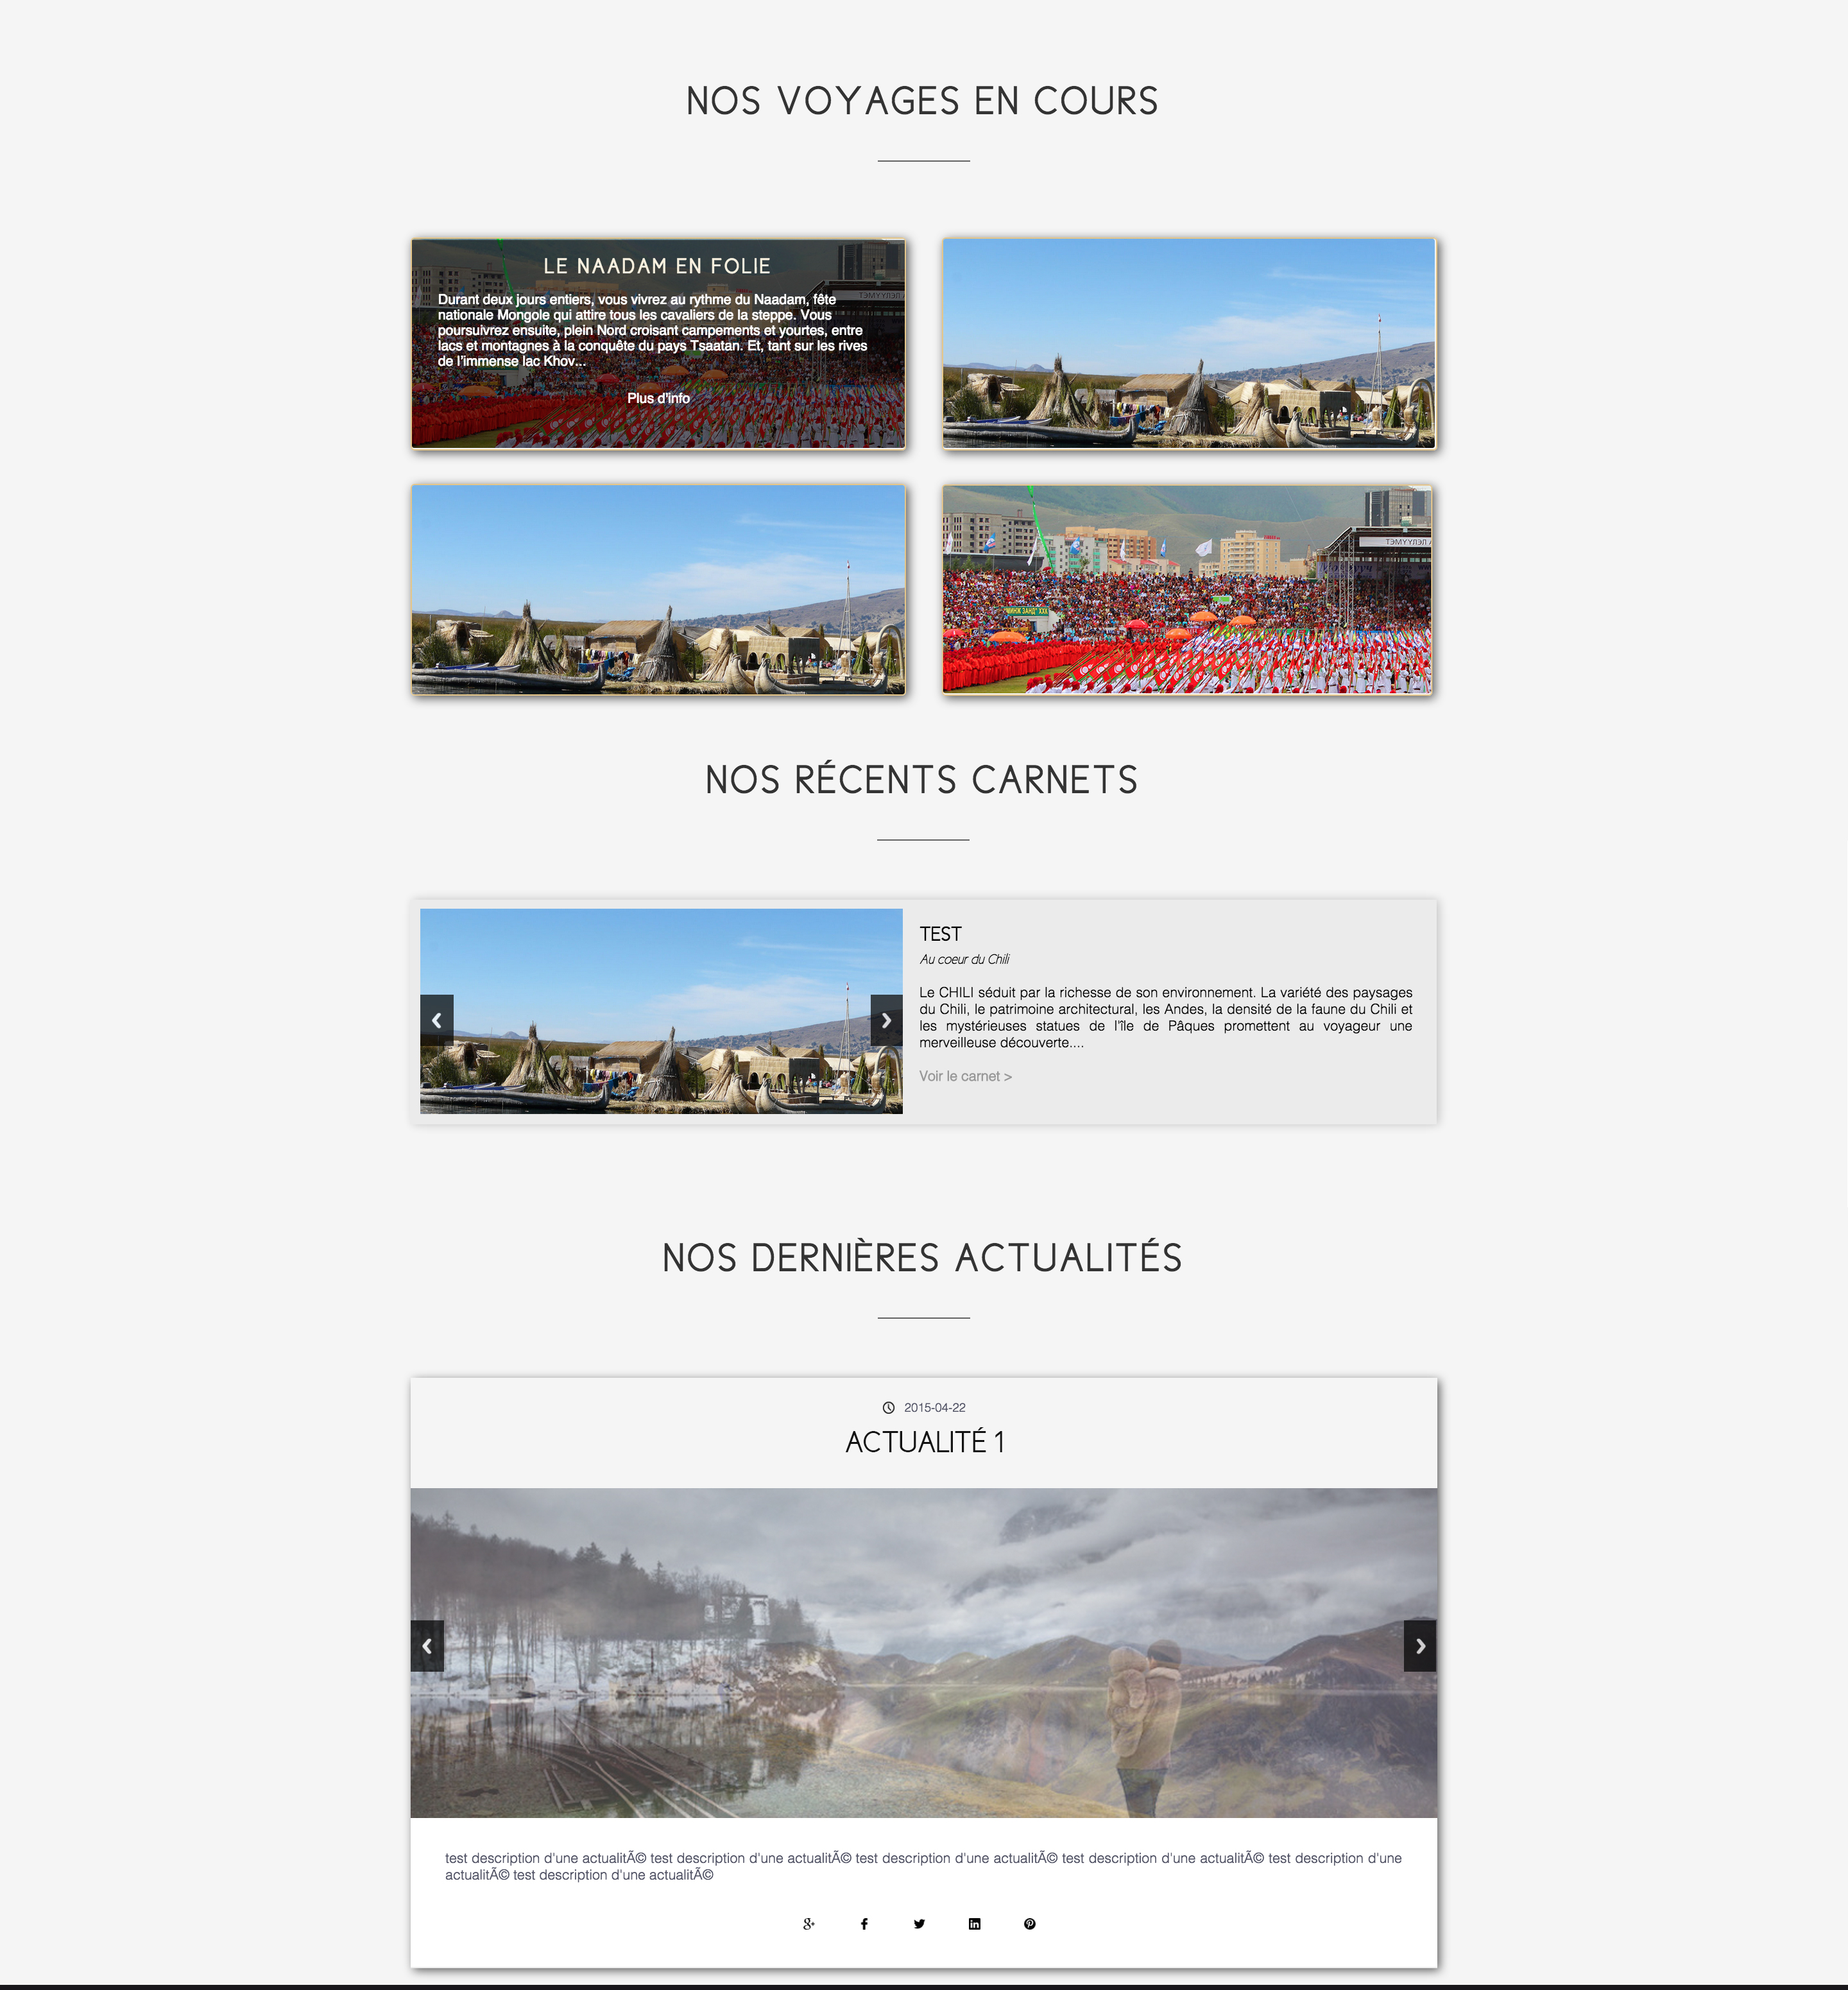 NOS VOYAGES EN COURS
LE NAADAM EN FOLIE
Durant deux jours entiers, vous vivrez au rythme du Naadam, fête
nationale Mongole qui attire tous les cavaliers de la steppe. Vous
poursuivrez ensuite, plein Nord croisant campements et yourtes, entre
lacs et montagnes à la conquête du pays Tsaatan. Et, tant sur les rives
de l'immense lac Khov...
Plus d'info
NOS RÉCENTS CARNETS
TEST
Au coeur du Chili
Le CHILI séduit par la richesse de son environnement. La variété des paysages
du Chili, le patrimoine architectural, les Andes, la densité de la faune du Chili et
les mystérieuses statues de l'île de Pâques promettent au voyageur une
merveilleuse découverte....
Voir le carnet >
NOS DERNIÈRES ACTUALITÉS
2015-04-22
ACTUALITÉ 1
test description d'une actualitÃ© test description d'une actualitÃ© test description d'une actualitÃ© test description d'une actualitÃ© test description d'une
actualitÃ© test description d'une actualitÃ©